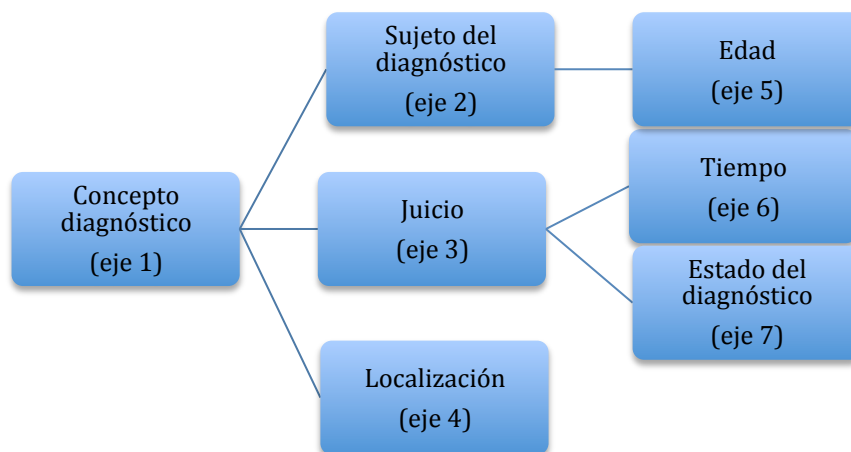 Concepto
diagnóstico
(eje 1)
Sujeto del
diagnóstico
(eje 2)
Juicio
(eje 3)
Localización
(eje 4)
Edad
(eje 5)
Tiempo
(eje 6)
Estado del
diagnóstico
(eje 7)